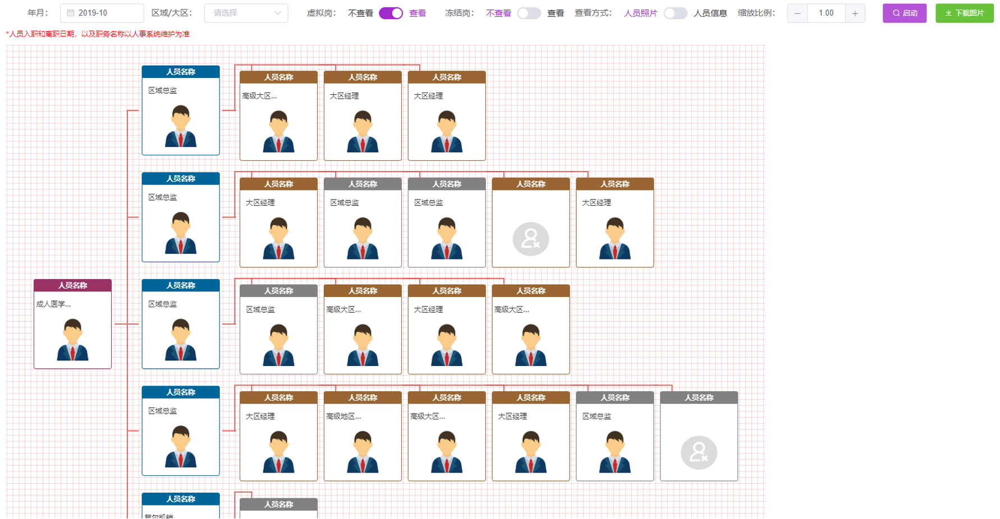 年月： 2019-10 区域/大区： 请选择 虚拟岗： 不查看 查看 冻结岗： 不查看 查看 查看方式： 人员照片 人员信息 缩放比例： 1.00 启动 下载图片
*人员入职和离职日期，以及职务名称以人事系统维护为准
人员名称 人员名称 人员名称 人员名称
区域总监 高级大区... 大区经理 大区经理
人员名称 人员名称 人员名称 人员名称 人员名称 人员名称
区域总监 大区经理 区域总监 区域总监 大区经理
人员名称 人员名称 人员名称 人员名称 人员名称 人员名称
成人医学... 区域总监 区域总监 高级大区... 大区经理 高级大区...
人员名称 人员名称 人员名称 人员名称 人员名称 人员名称 人员名称
区域总监 大区经理 高级地区... 高级大区... 大区经理 区域总监
人员名称 人员名称